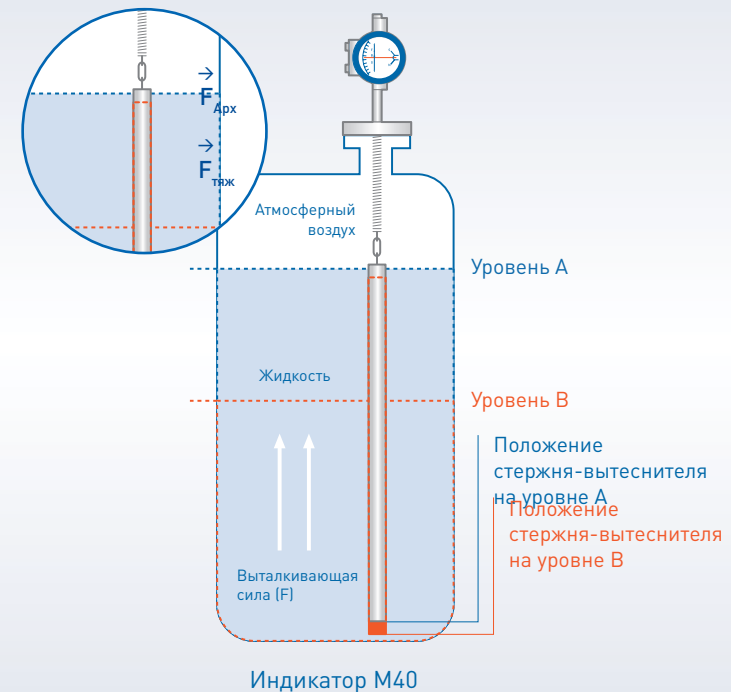 →
F Арх
→
F тяж
Атмосферный
воздух
Уровень А
Жидкость
Уровень В
Положение
стержня-вытеснителя
на уровне А
Положение
стержня-вытеснителя
на уровне В
Выталкивающая
сила (F)
Индикатор М40